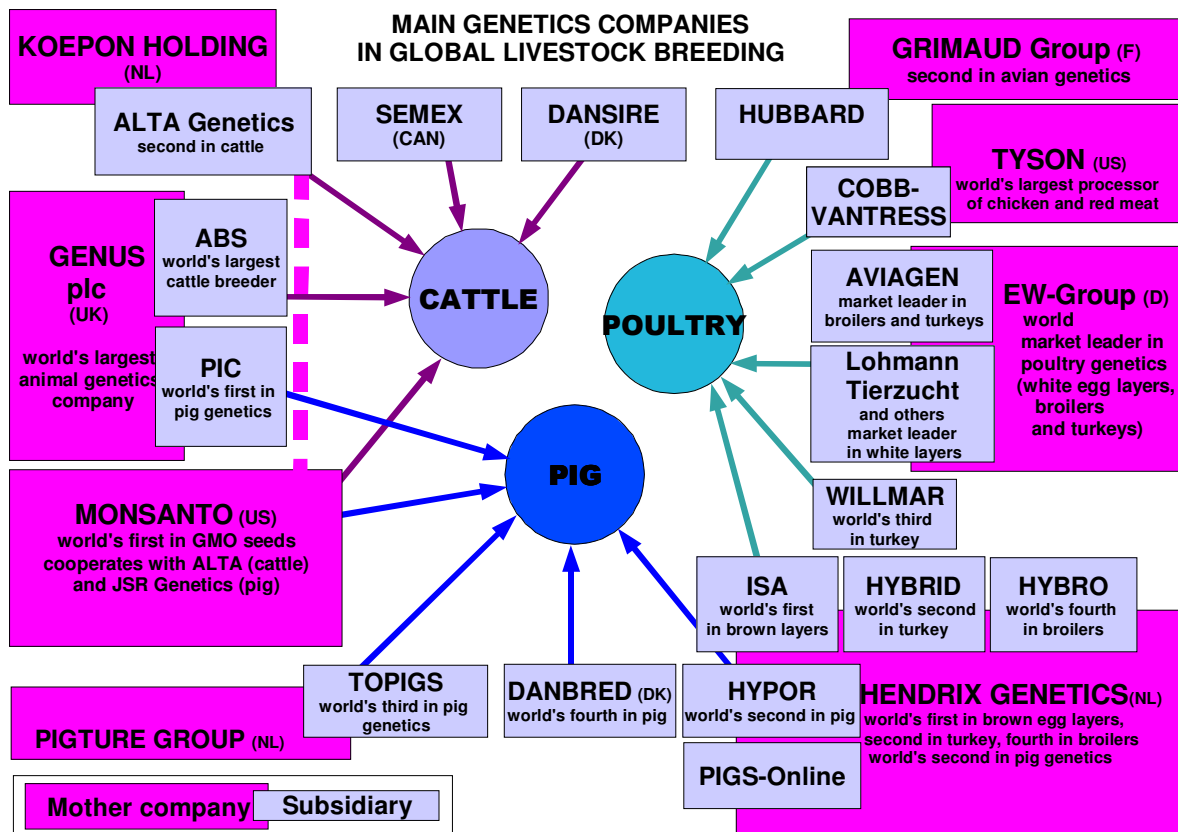 MAIN GENETICS COMPANIES
IN GLOBAL LIVESTOCK BREEDING
KOEPON HOLDING
(NL)
ALTA Genetics
second in cattle
SEMEX
(CAN)
DANSIRE
(DK)
HUBBARD
GRIMAUD Group (F)
second in avian genetics
TYSON (US)
world's largest processor
of chicken and red meat
COBB-
VANTRESS
GENUS
plc
(UK)
world's largest
animal genetics
company
ABS
world's largest
cattle breeder
PIC
world's first in
pig genetics
CATTLE
POULTRY
PIG
AVIAGEN
market leader in
broilers and turkeys
EW-Group (D)
world
market leader in
poultry genetics
(white egg layers,
broilers
and turkeys)
Lohmann
Tierzucht
and others
market leader
in white layers
WILLMAR
world's third
in turkey
MONSANTO (US)
world's first in GMO seeds
cooperates with ALTA (cattle)
and JSR Genetics (pig)
ISA
world's first
in brown layers
HYBRID
world's second
in turkey
HYBRO
world's fourth
in broilers
TOPIGS
world's third in pig
genetics
DANBRED (DK)
world's fourth in pig
HYPOR
world's second in pig
HENDRIX GENETICS(NL)
world's first in brown egg layers,
second in turkey, fourth in broilers
world's second in pig genetics
PIGTURE GROUP (NL)
PIGS-Online
Mother company
Subsidiary